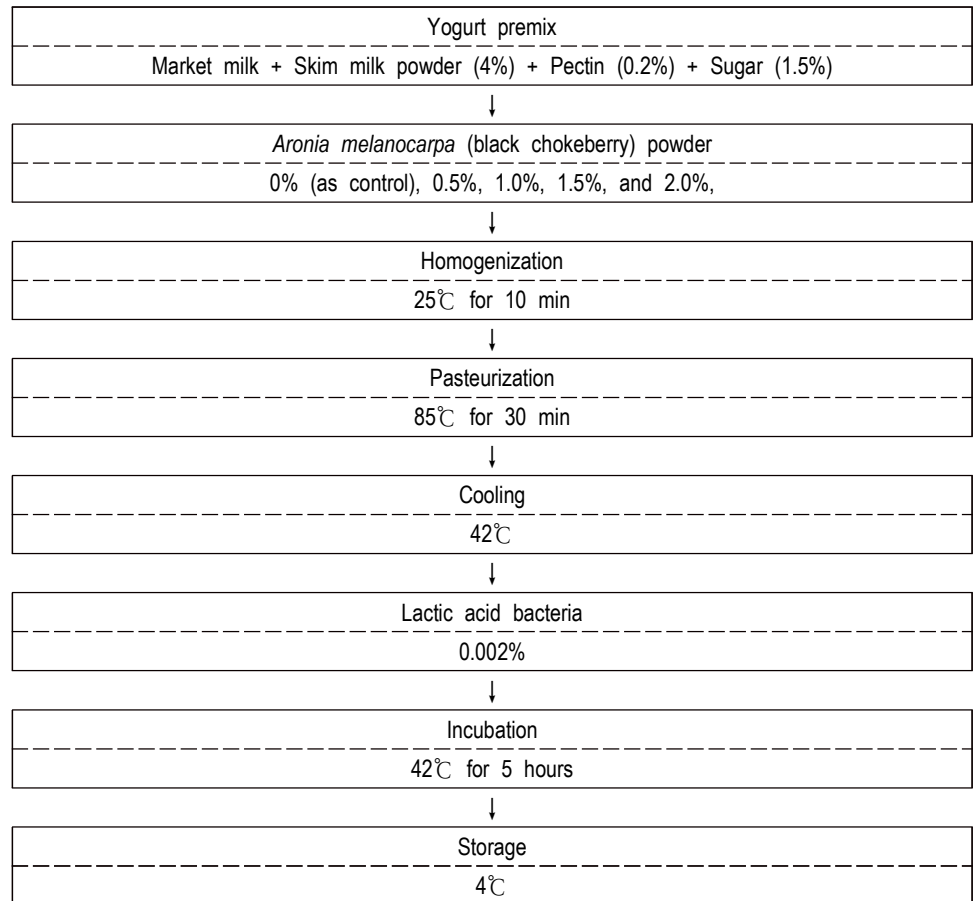 Yogurt premix
Market milk + Skim milk powder (4%) + Pectin (0.2%) + Sugar (1.5%)
↓
Aronia melanocarpa (black chokeberry) powder
0% (as control), 0.5%, 1.0%, 1.5%, and 2.0%,
↓
Homogenization
25℃ for 10 min
↓
Pasteurization
85℃ for 30 min
↓
Cooling
42℃
↓
Lactic acid bacteria
0.002%
↓
Incubation
42℃ for 5 hours
↓
Storage
4℃